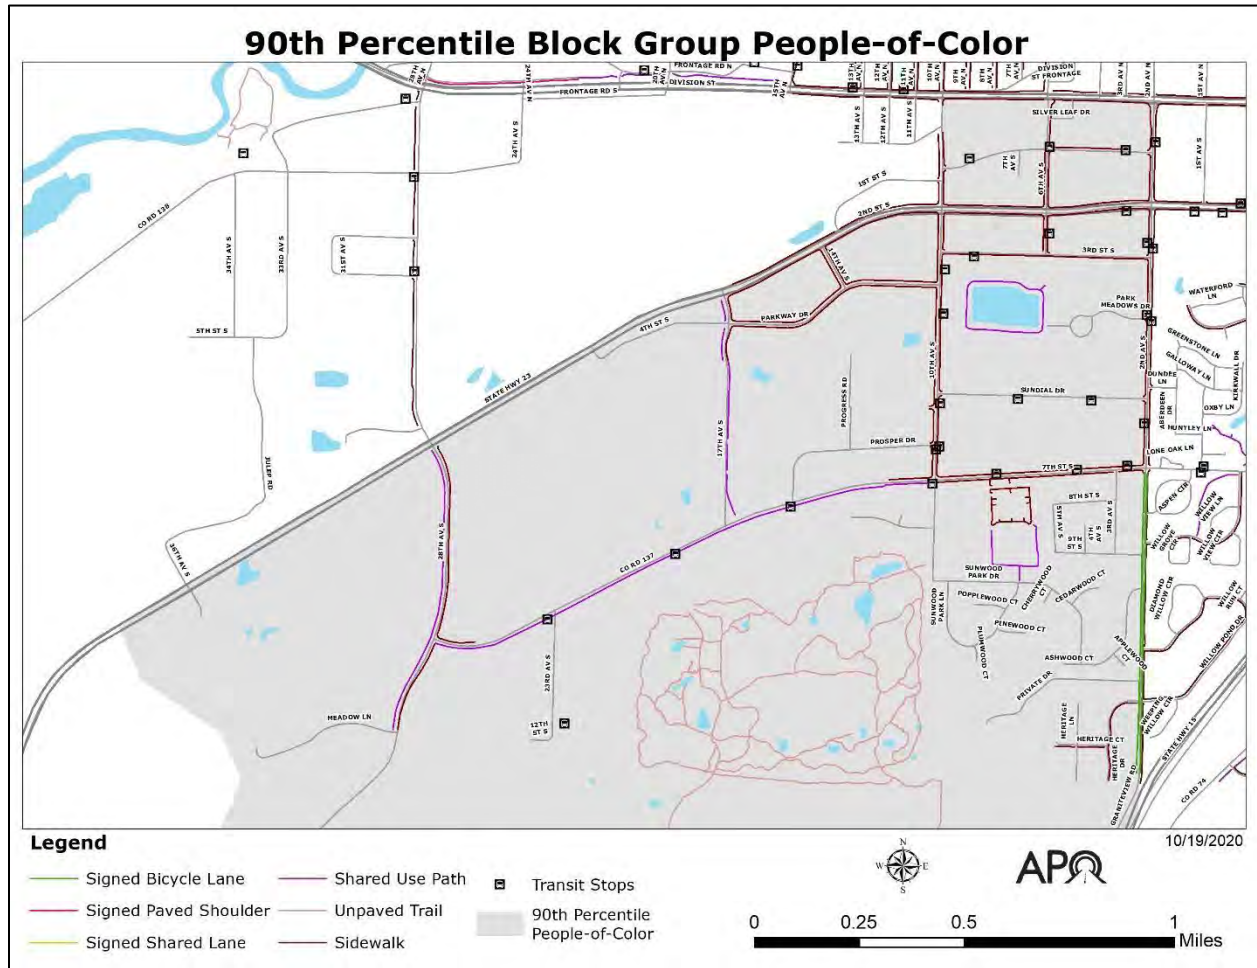 90th Percentile Block Group People-of-Color
28TH AV N
24TH AV N
20TH AV N
FRONTAGE RD N
DIVISION ST
FRONTAGE RD S
15TH AV N
13TH AV N
12TH AV N
11TH AV N
10TH AV N
9TH AV N
8TH AV N
7TH AV N
DIVISION ST FRONTAGE
3RD AV N
2ND AV N
1ST AV N
SILVER LEAF DR
13TH AV S
12TH AV S
11TH AV S
24TH AV S
7TH AV S
6TH AV S
1ST AV S
1ST ST S
2ND ST S
CO RD 138
34TH AV S
33RD AV S
31ST AV S
14TH AV S
3RD ST S
5TH ST S
4TH ST S
PARKWAY DR
PARK MEADOWS DR
WATERFORD LN
GREENSTONE LN
GALLOWAY LN
KIRKWALL DR
10TH AV S
2ND AV S
DUNDEE LN
ABERDEEN DR
OXBY LN
HUNTLEY LN
LONE OAK LN
STATE HWY 23
PROGRESS RD
SUNDIAL DR
17TH AV S
PROSPER DR
7TH ST S
JULEP RD
36TH AV S
28TH AV S
CO RD 137
8TH ST S
5TH AV S
4TH AV S
3RD AV S
9TH ST S
ASPEN CIR
WILLOW VIEW LN
WILLOW GROVE CIR
WILLOW VIEW CIR
SUNWOOD PARK DR
SUNWOOD PARK LN
CHERRYWOOD CT
CEDARWOOD CT
POPPLEWOOD CT
PINEWOOD CT
PLUMWOOD CT
ASHWOOD CT
APPLEWOOD CT
DIAMOND WILLOW CIR
WILLOW RUN CT
WILLOW POND DR
PRIVATE DR
WEEPING WILLOW CIR
HERITAGE LN
HERITAGE CT
HERITAGE DR
GRANITEVIEW RD
STATE HWY 15
CO RD 74
23RD AV S
12TH ST S
MEADOW LN
10/19/2020
Legend
Signed Bicycle Lane
Signed Paved Shoulder
Signed Shared Lane
Shared Use Path
Unpaved Trail
Sidewalk
Transit Stops
90th Percentile
People-of-Color
N
W E
S
APO
0 0.25 0.5 1
Miles